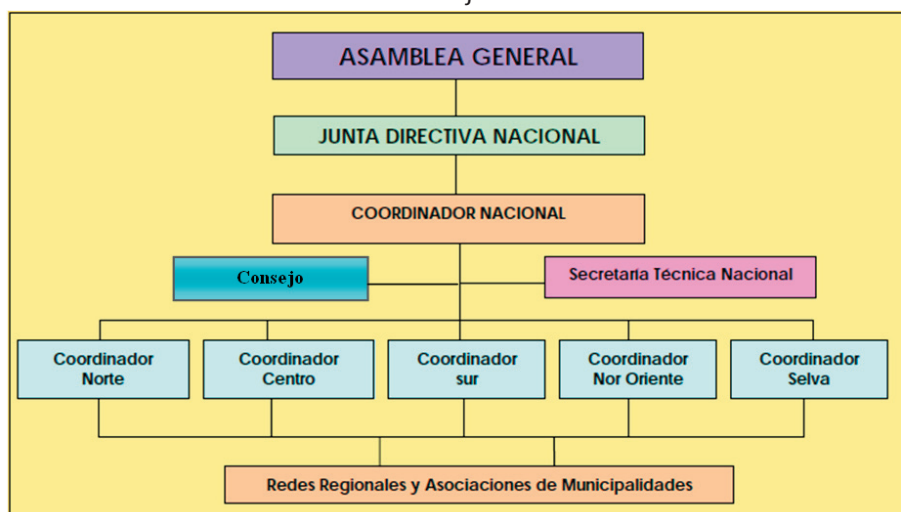 ASAMBLEA GENERAL
JUNTA DIRECTIVA NACIONAL
COORDINADOR NACIONAL
Consejo
Secretaria Técnica Nacional
Coordinador
Norte
Coordinador
Centro
Coordinador
sur
Coordinador
Nor Oriente
Coordinador
Selva
Redes Regionales y Asociaciones de Municipalidades